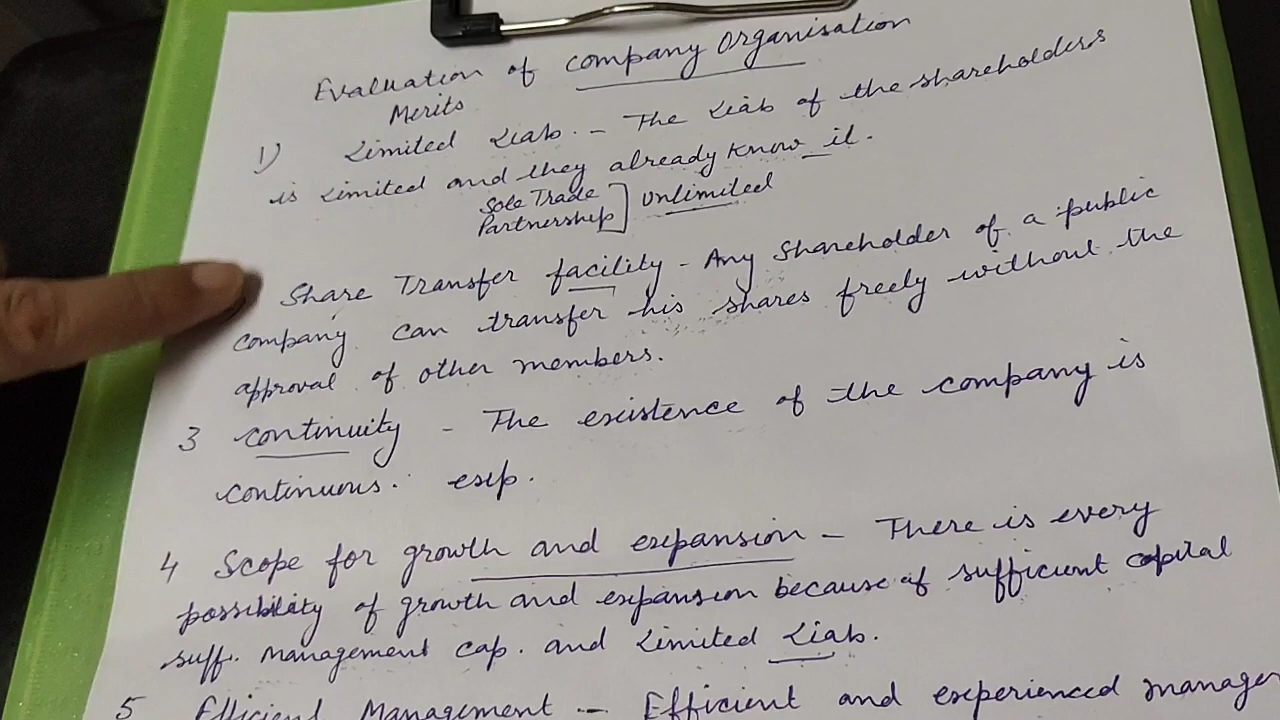 Evaluation of company Organisation
Merits
1) Limited Liab. - The Liab of the shareholders
is Limited and they already know it.
Sole Trade
Partnership] Unlimited
Share Transfer facility - Any Shareholder of a public
company can transfer his shares freely without the
approval of other members.
3 continuity - The existence of the company is
continuous.
4 Scope for growth and expansion - There is every
possibility of growth and expansion because of sufficient capital
suff. management cap. and Limited Liab.
5 Efficient Management - Efficient and experienced manager